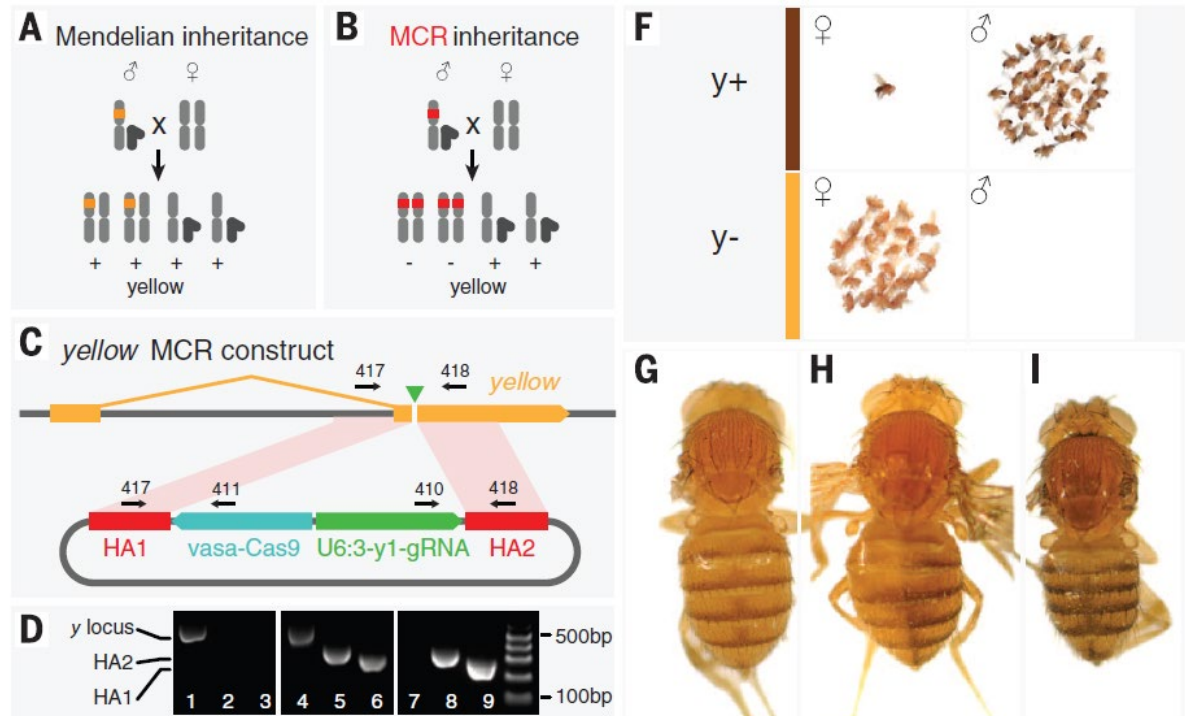 A
Mendelian inheritance
♂ ♀
X
+ + + +
yellow
B
MCR inheritance
♂ ♀
X
- - + +
yellow
C
yellow MCR construct
417 418 yellow
417 411 410 418
HA1 vasa-Cas9 U6:3-y1-gRNA HA2
D
y locus
HA2
HA1
1 2 3 4 5 6 7 8 9
500bp
100bp
F
♀ ♂
y+
♀ ♂
y-
G H I